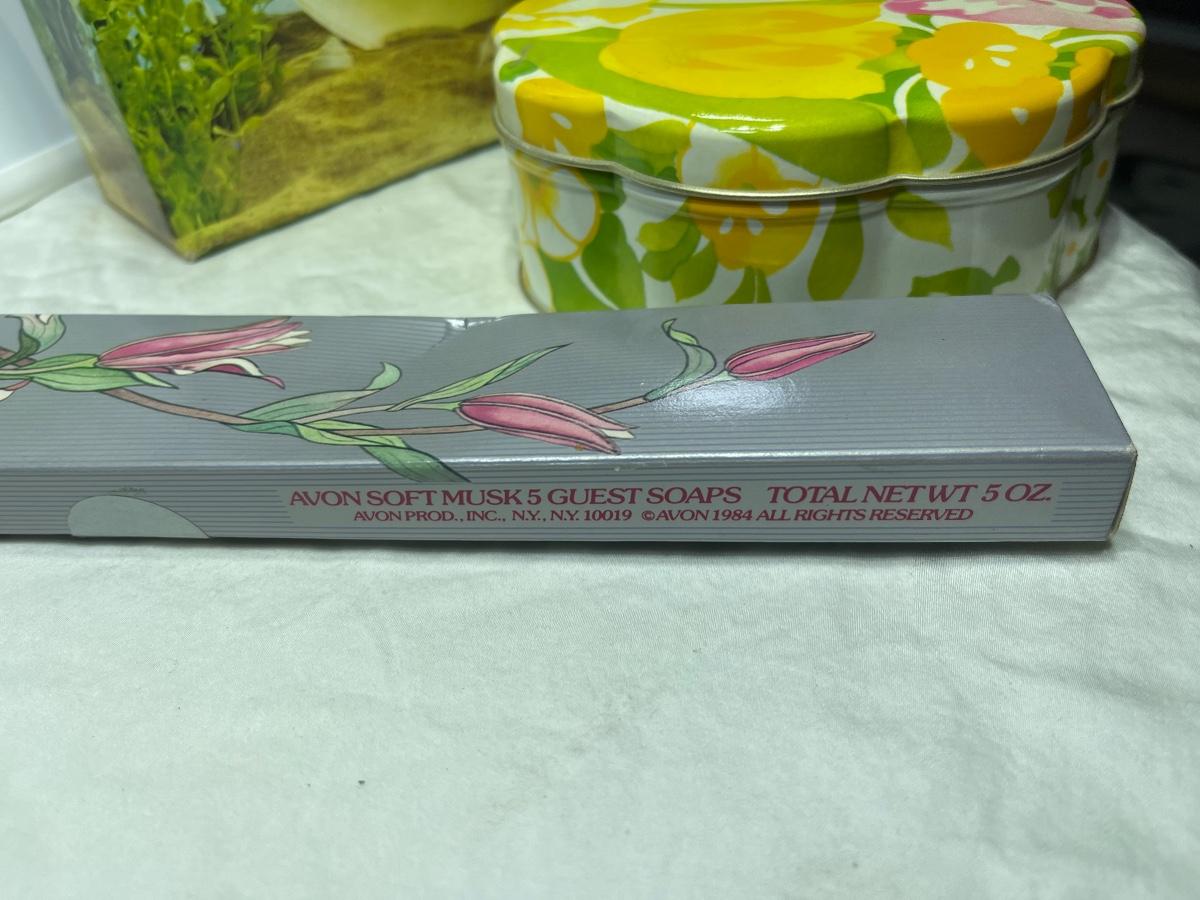 AVON SOFT MUSK 5 GUEST SOAPS TOTAL NET WT 5 OZ.
AVON PROD., INC., N.Y., N.Y. 10019 ©AVON 1984 ALL RIGHTS RESERVED